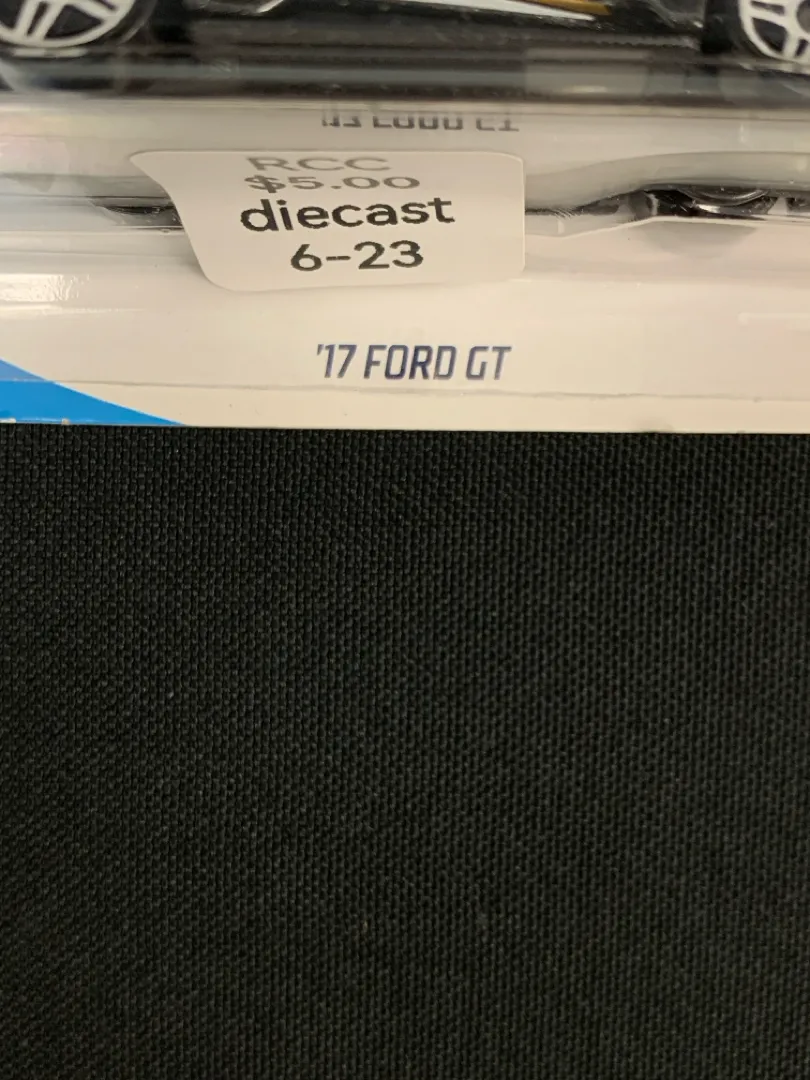 RCC
$5.00
diecast
6-23
'17 FORD GT